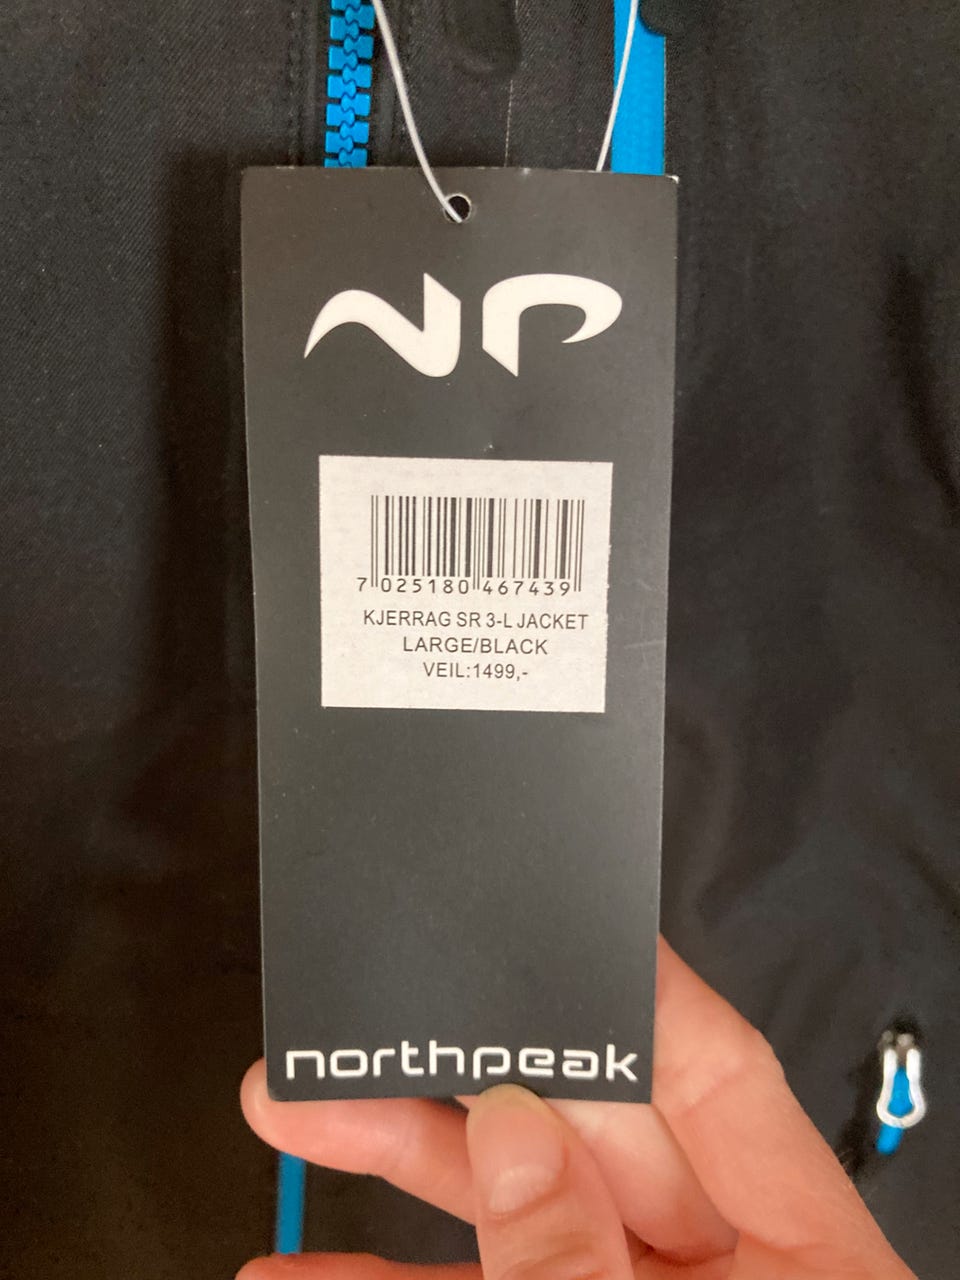 NP
7 025180 467439
KJERRAG SR 3-L JACKET
LARGE/BLACK
VEIL:1499,-
northpeak